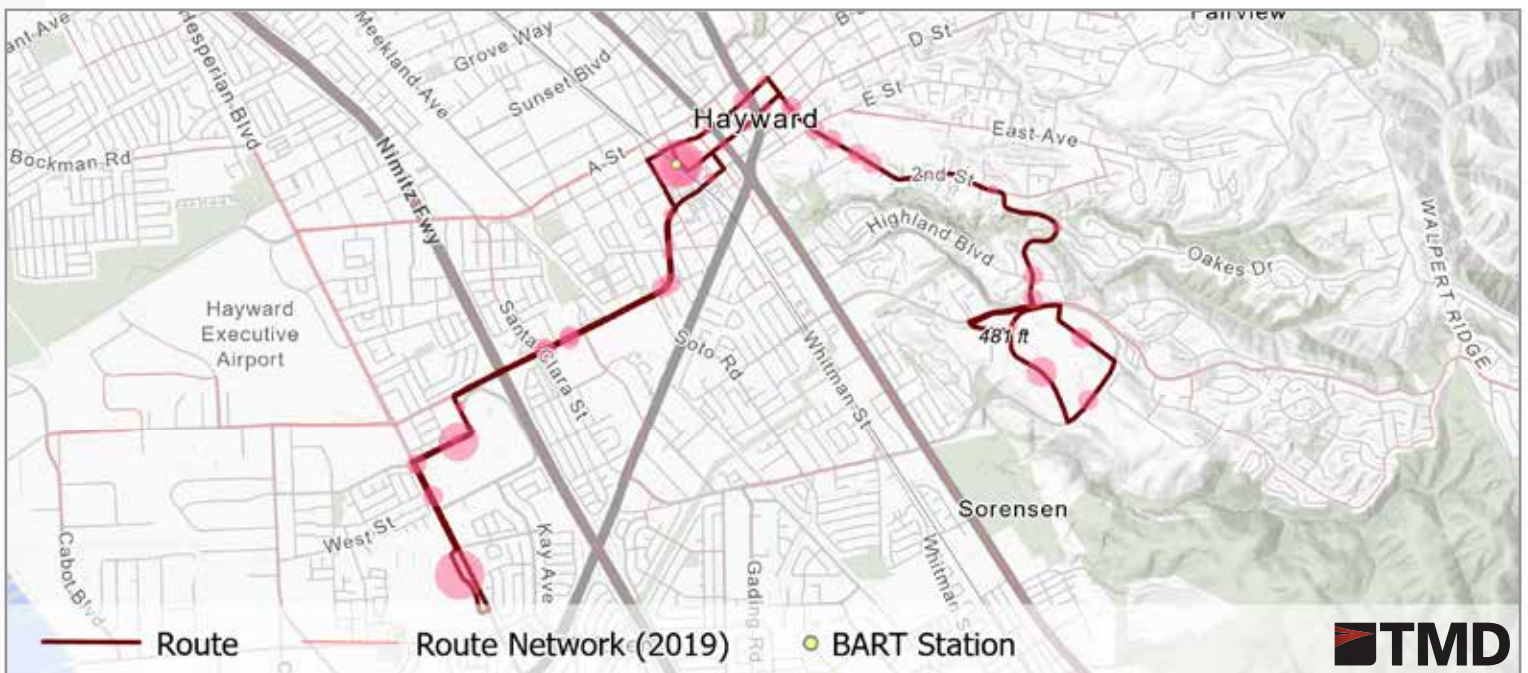 Fairview
ant Ave
Hesperian Blvd
Meekland Ave
Grove Way
Sunset Blvd
D St
E St
East Ave
Hayward
Bockman Rd
Nimitz Fwy
A St
2nd St
Highland Blvd
Oakes Dr
WALPERT RIDGE
Hayward
Executive
Airport
Santa Clara St
Soto Rd
Whitman St
481 ft
Sorensen
West St
Kay Ave
Cabot Blvd
Gading Rd
Whitman S
Route
Route Network (2019)
BART Station
TMD